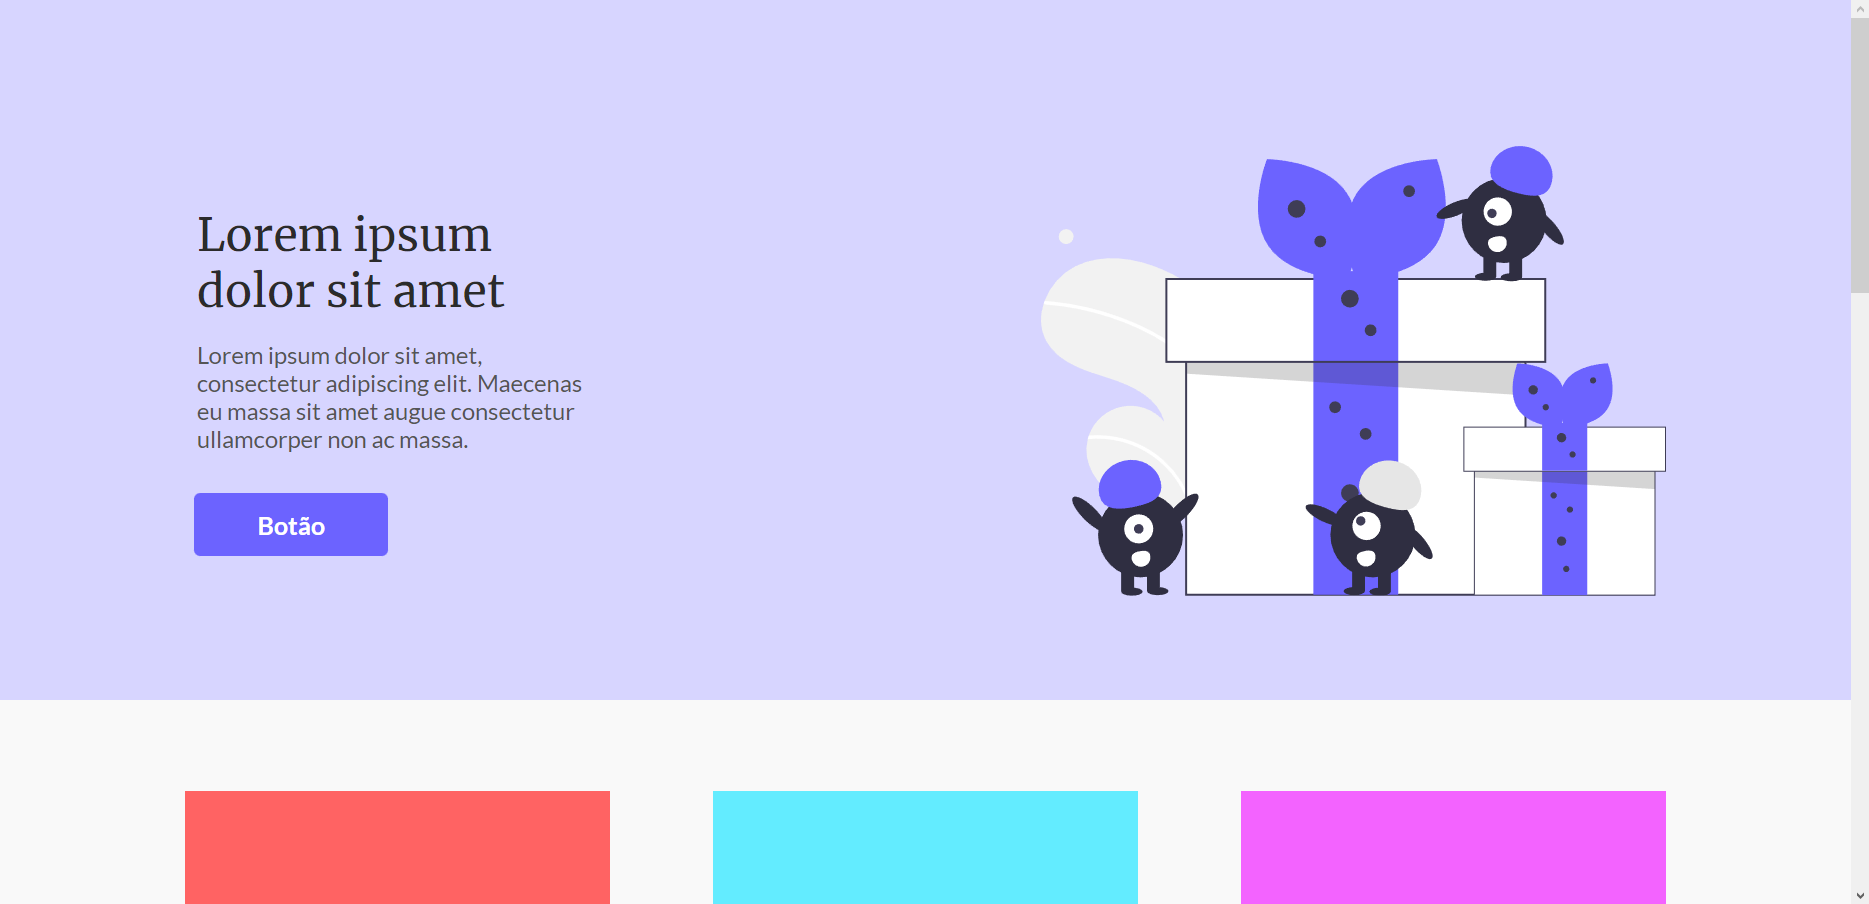 Lorem ipsum
dolor sit amet
Lorem ipsum dolor sit amet,
consectetur adipiscing elit. Maecenas
eu massa sit amet augue consectetur
ullamcorper non ac massa.
Botão